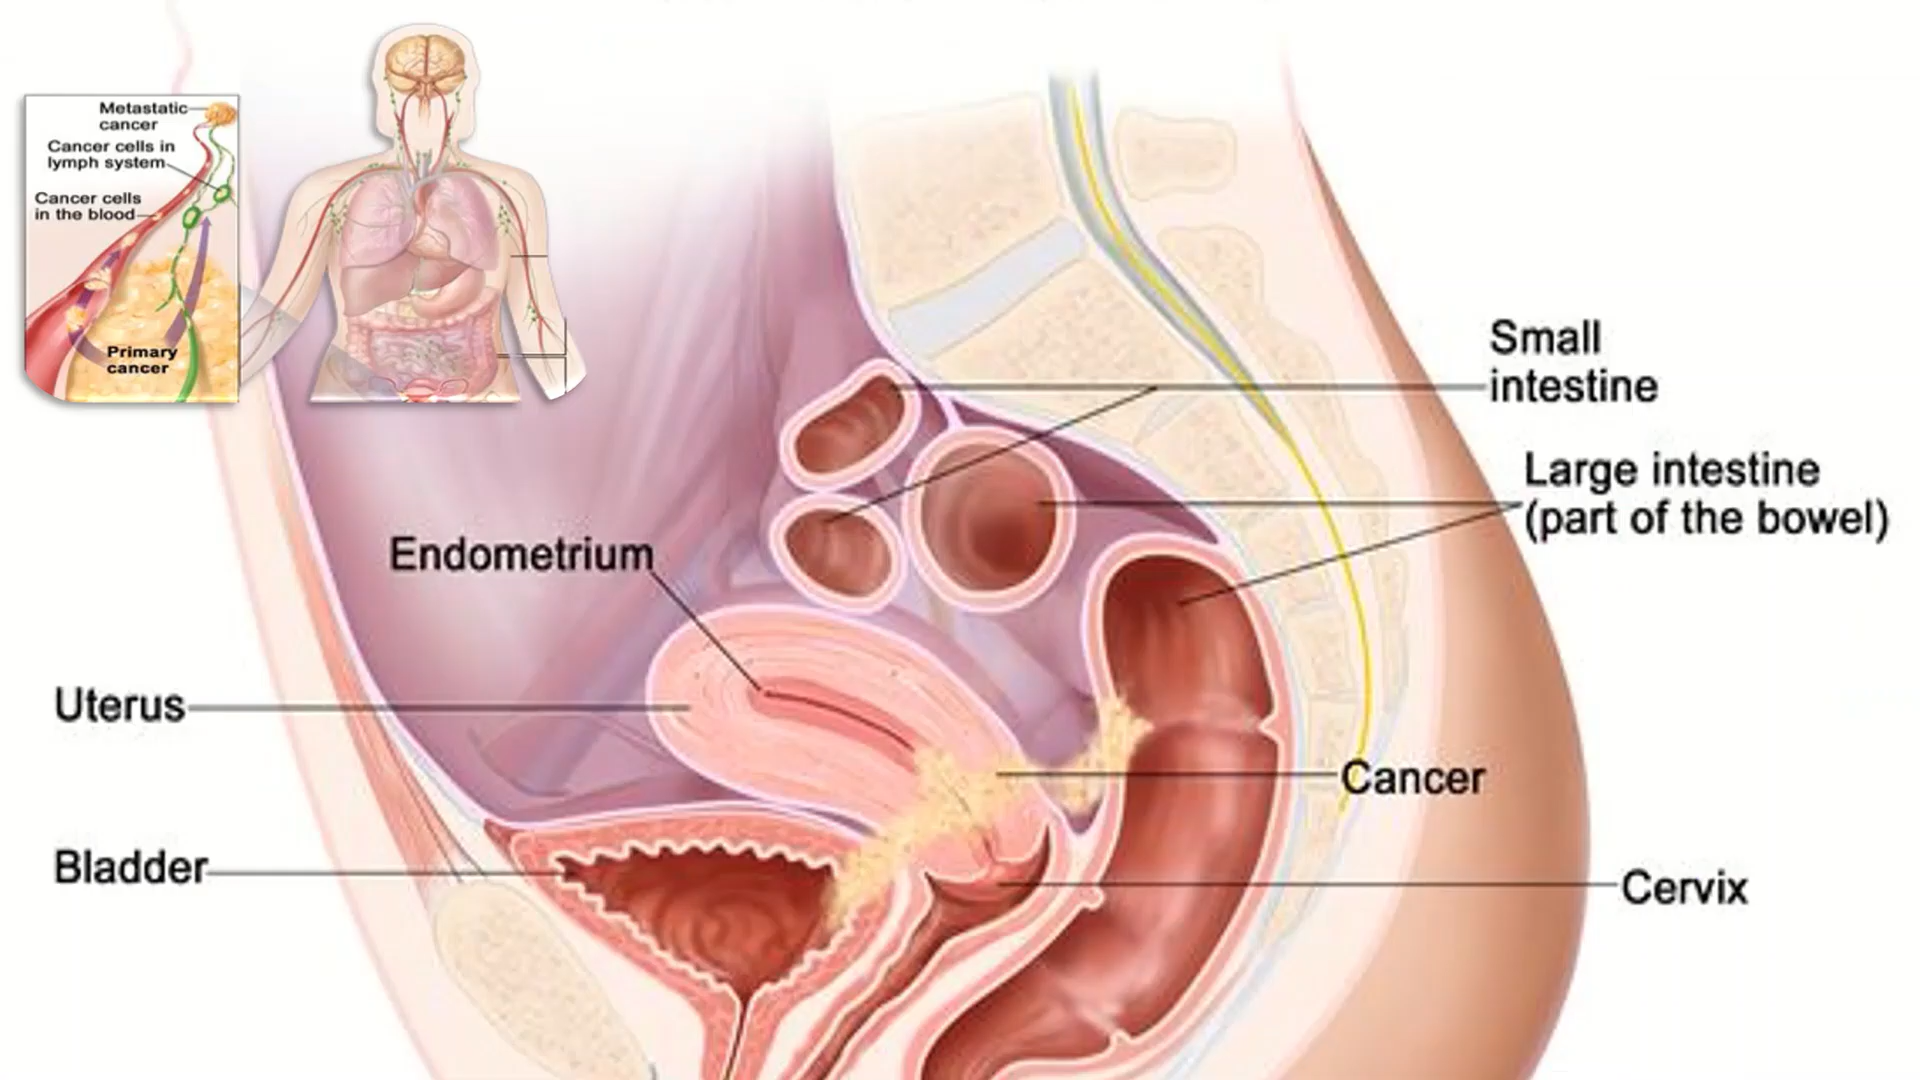 Metastatic
cancer
Cancer cells in
lymph system
Cancer cells
in the blood
Primary
cancer
Small
intestine
Large intestine
(part of the bowel)
Endometrium
Uterus
Cancer
Bladder
Cervix